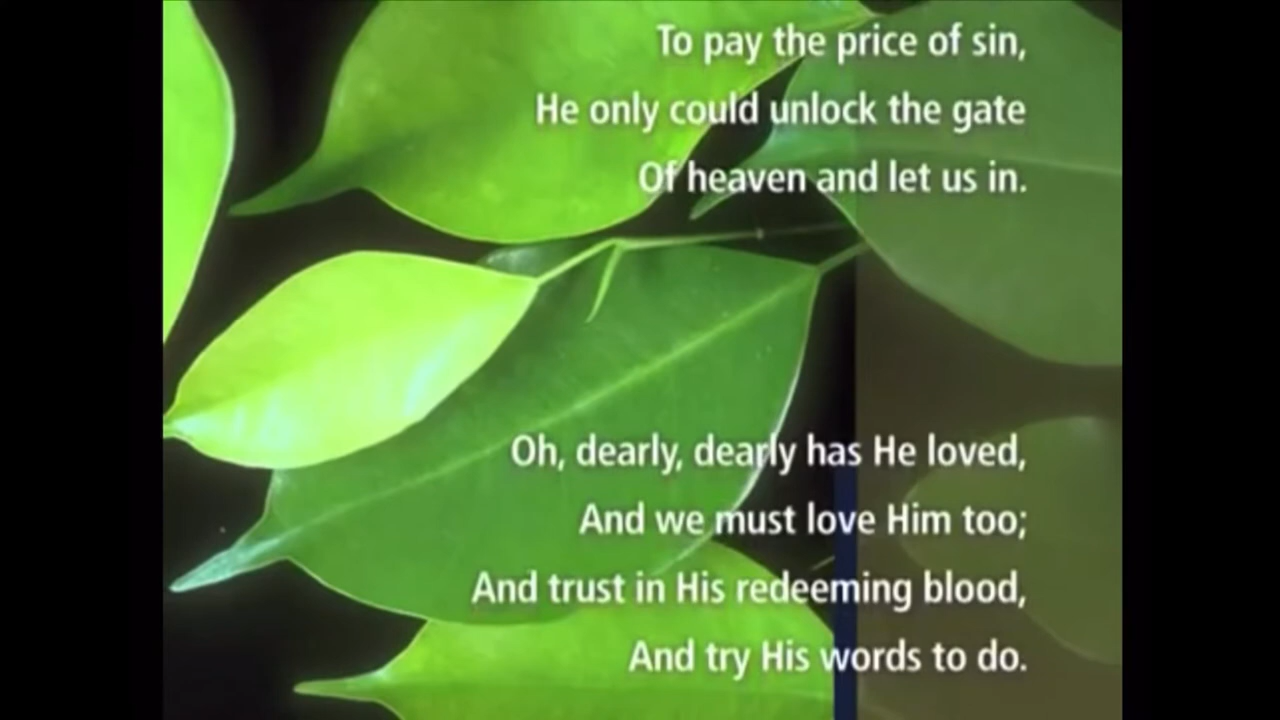 To pay the price of sin,
He only could unlock the gate
Of heaven and let us in.
Oh, dearly, dearly has He loved,
And we must love Him too;
And trust in His redeeming blood,
And try His words to do.